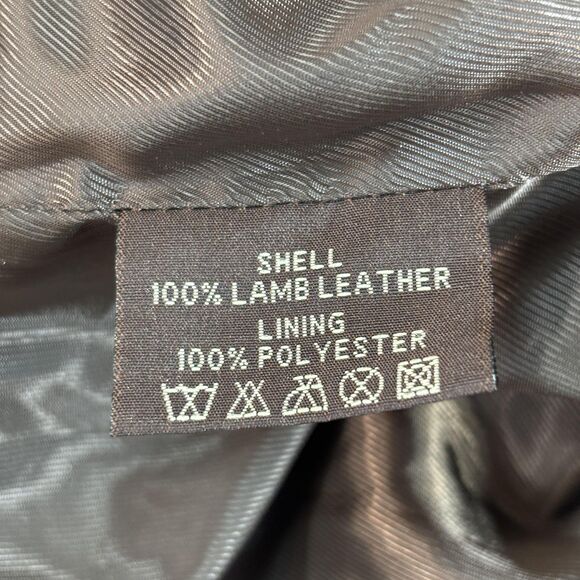 SHELL
100% LAMB LEATHER
LINING
100% POLYESTER